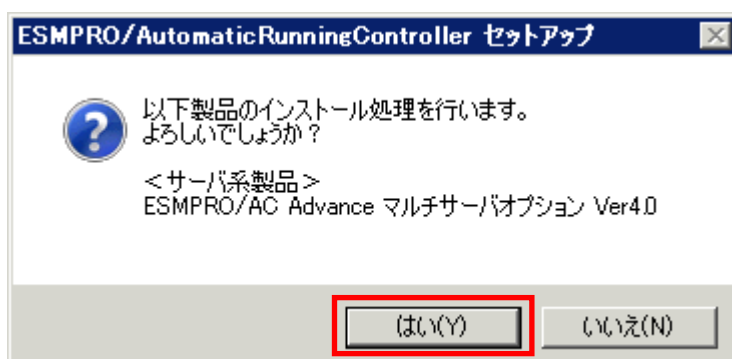 ESMPRO/AutomaticRunningController セットアップ
以下製品のインストール処理を行います。
よろしいでしょうか？
＜サーバ系製品＞
ESMPRO/AC Advance マルチサーバオプション Ver4.0
はい(Y)
いいえ(N)